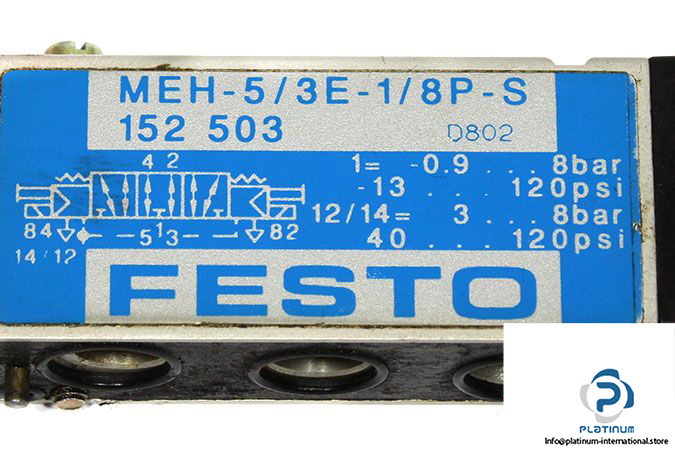 MEH-5/3E-1/8P-S
152 503 D802
4 2
1= -0.9 . . . 8bar
-13 . . . 120psi
12/14= 3 . . . 8bar
40 . . . 120psi
84 5 1 3 82
14/12
FESTO
PLATINUM
info@platinum-international.store